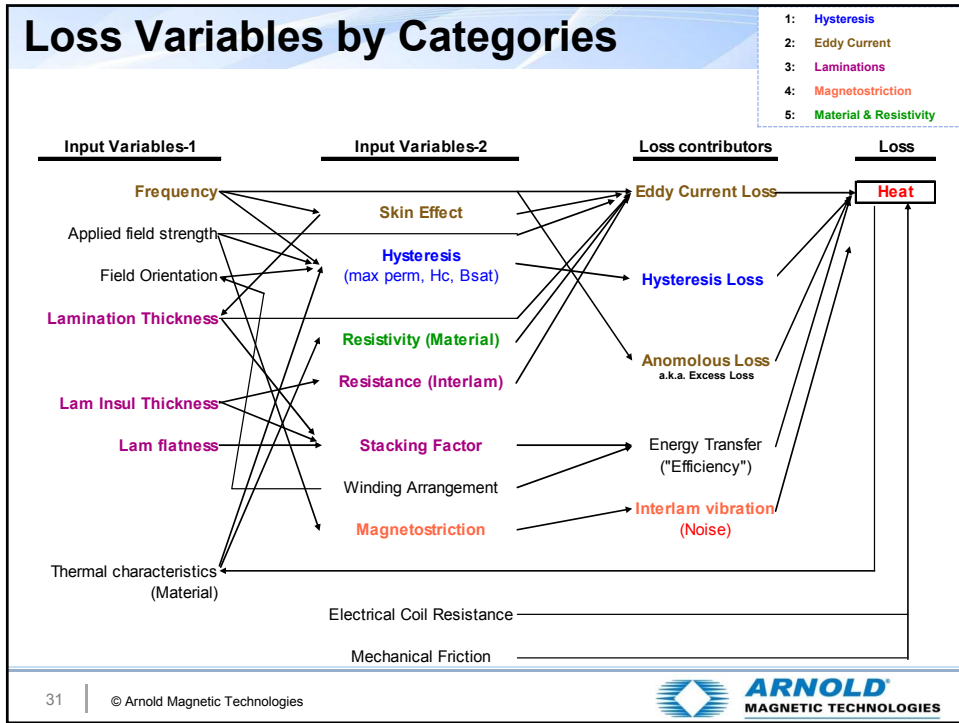 Loss Variables by Categories
1: Hysteresis
2: Eddy Current
3: Laminations
4: Magnetostriction
5: Material & Resistivity
Input Variables-1
Input Variables-2
Loss contributors
Loss
Frequency
Applied field strength
Field Orientation
Lamination Thickness
Lam Insul Thickness
Lam flatness
Thermal characteristics
(Material)
Skin Effect
Hysteresis
(max perm, Hc, Bsat)
Resistivity (Material)
Resistance (Interlam)
Stacking Factor
Winding Arrangement
Magnetostriction
Electrical Coil Resistance
Mechanical Friction
Eddy Current Loss
Hysteresis Loss
Anomolous Loss
a.k.a. Excess Loss
Energy Transfer
("Efficiency")
Interlam vibration
(Noise)
Heat
31
© Arnold Magnetic Technologies
ARNOLD®
MAGNETIC TECHNOLOGIES